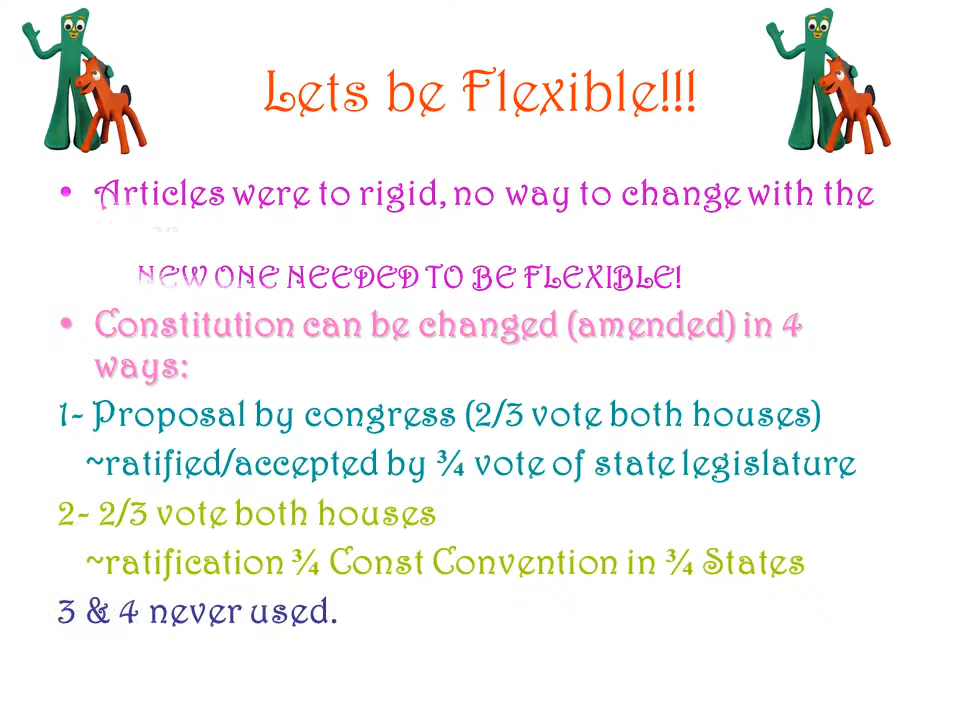 Lets be Flexible!!!
• Articles were to rigid, no way to change with the
NEW ONE NEEDED TO BE FLEXIBLE!
• Constitution can be changed (amended) in 4
ways:
1- Proposal by congress (2/3 vote both houses)
~ratified/accepted by ¾ vote of state legislature
2- 2/3 vote both houses
~ratification ¾ Const Convention in ¾ States
3 & 4 never used.